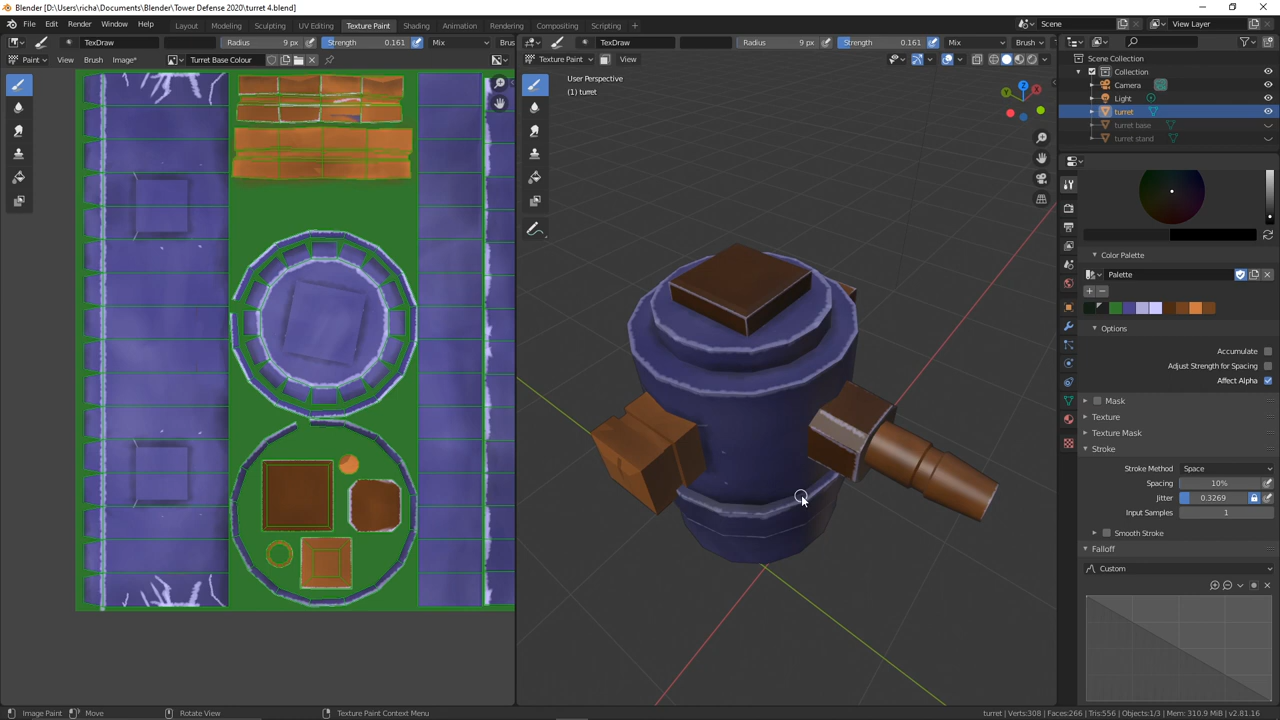 Blender [D:\Users\richa\Documents\Blender\Tower Defense 2020\turret 4.blend]
File Edit Render Window Help Layout Modeling Sculpting UV Editing Texture Paint Shading Animation Rendering Compositing Scripting Scene View Layer
TexDraw Radius 9 px Strength 0.161 Mix Brus
TexDraw Radius 9 px Strength 0.161 Mix Brush
Paint View Brush Image* Turret Base Colour
Texture Paint View
User Perspective
(1) turret
Y Z X
Scene Collection
Collection
Camera
Light
turret
turret base
turret stand
Color Palette
Palette
Options
Accumulate
Adjust Strength for Spacing
Affect Alpha
Mask
Texture
Texture Mask
Stroke
Stroke Method Space
Spacing 10%
Jitter 0.3269
Input Samples 1
Smooth Stroke
Falloff
Custom
Image Paint Move Rotate View Texture Paint Context Menu turret | Verts:308 | Faces:266 | Tris:556 | Objects:1/3 | Mem: 310.9 MiB | v2.81.16